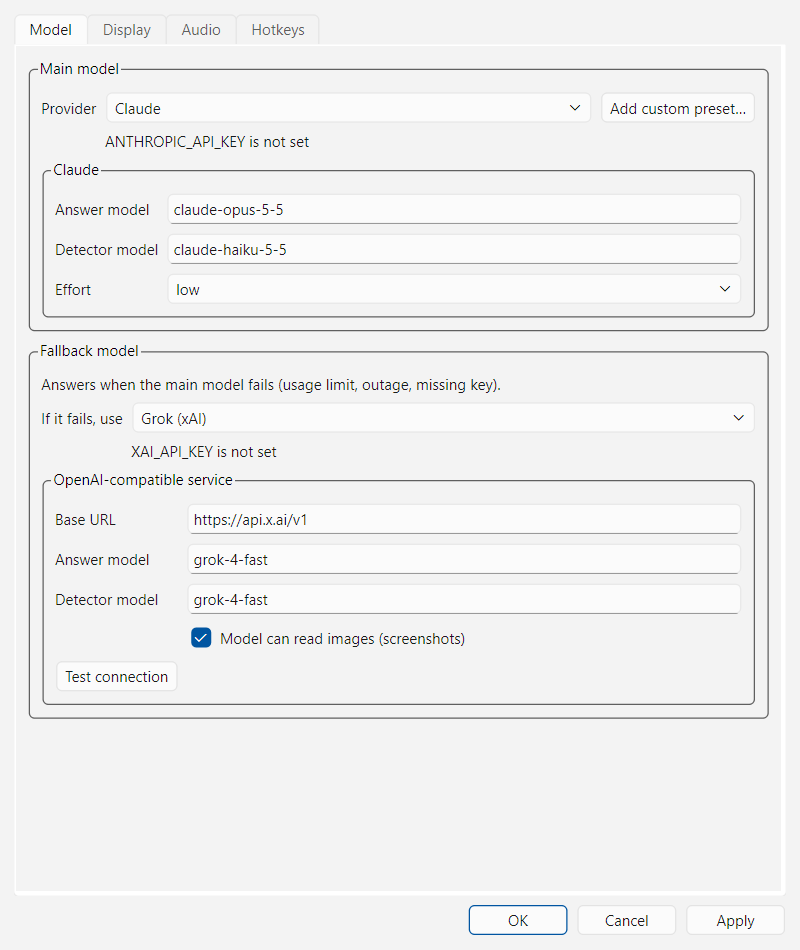 Model Display Audio Hotkeys
Main model
Provider Claude Add custom preset...
ANTHROPIC_API_KEY is not set
Claude
Answer model claude-opus-5-5
Detector model claude-haiku-5-5
Effort low
Fallback model
Answers when the main model fails (usage limit, outage, missing key).
If it fails, use Grok (xAI)
XAI_API_KEY is not set
OpenAI-compatible service
Base URL https://api.x.ai/v1
Answer model grok-4-fast
Detector model grok-4-fast
Model can read images (screenshots)
Test connection
OK Cancel Apply